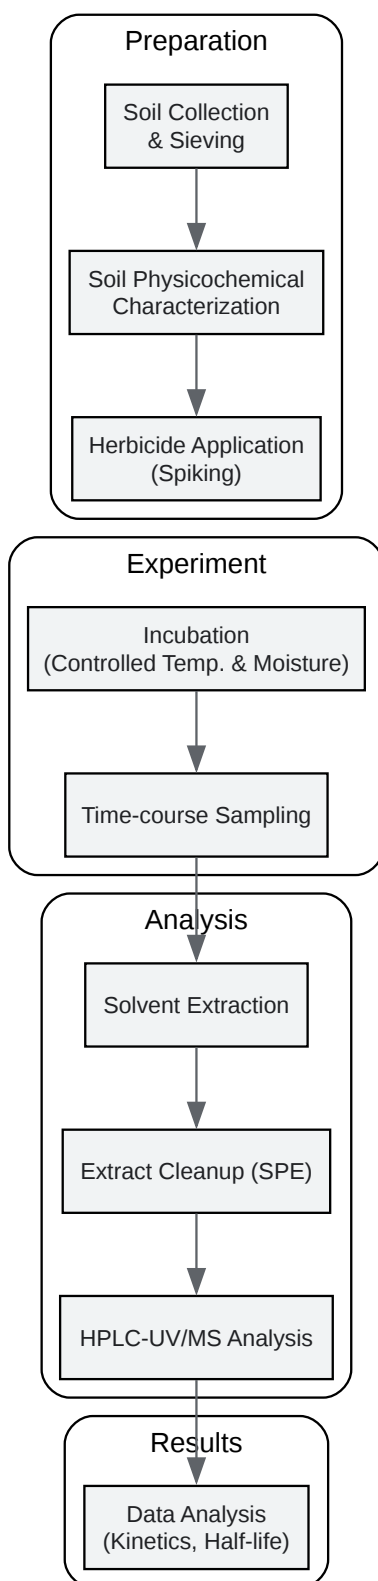 Preparation
Soil Collection
& Sieving
Soil Physicochemical
Characterization
Herbicide Application
(Spiking)
Experiment
Incubation
(Controlled Temp. & Moisture)
Time-course Sampling
Analysis
Solvent Extraction
Extract Cleanup (SPE)
HPLC-UV/MS Analysis
Results
Data Analysis
(Kinetics, Half-life)